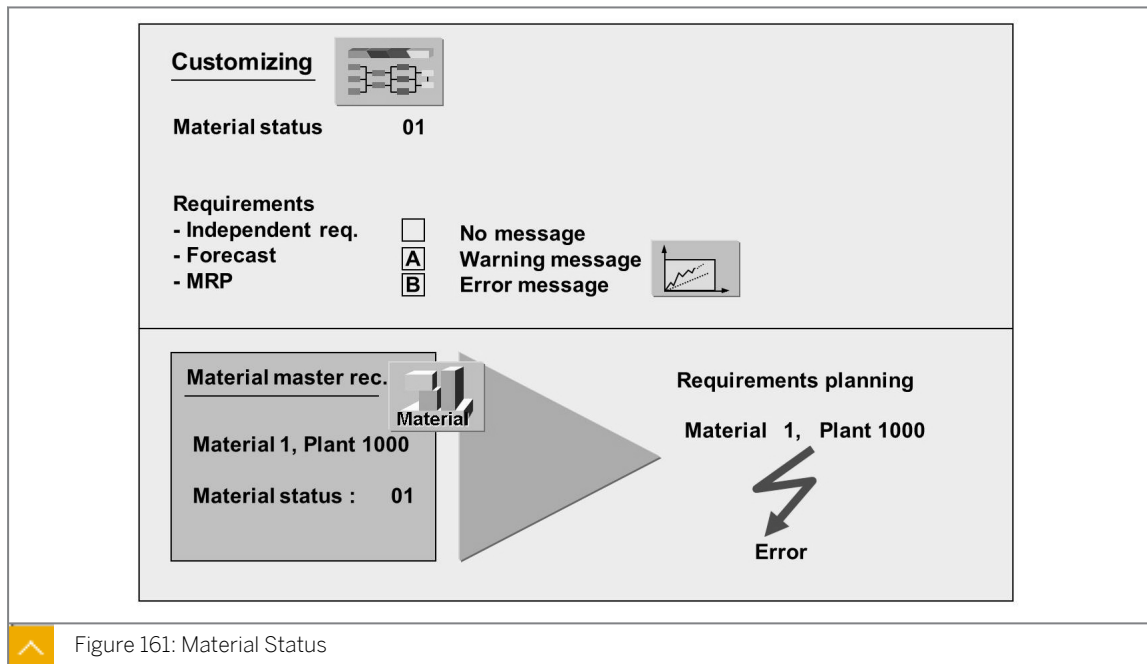 Customizing
Material status 01
Requirements
- Independent req. No message
- Forecast A Warning message
- MRP B Error message
Material master rec.
Material
Material 1, Plant 1000
Material status : 01
Requirements planning
Material 1, Plant 1000
Error
Figure 161: Material Status